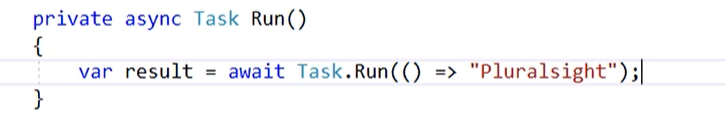 private async Task Run()
{
    var result = await Task.Run(() => "Pluralsight");
}